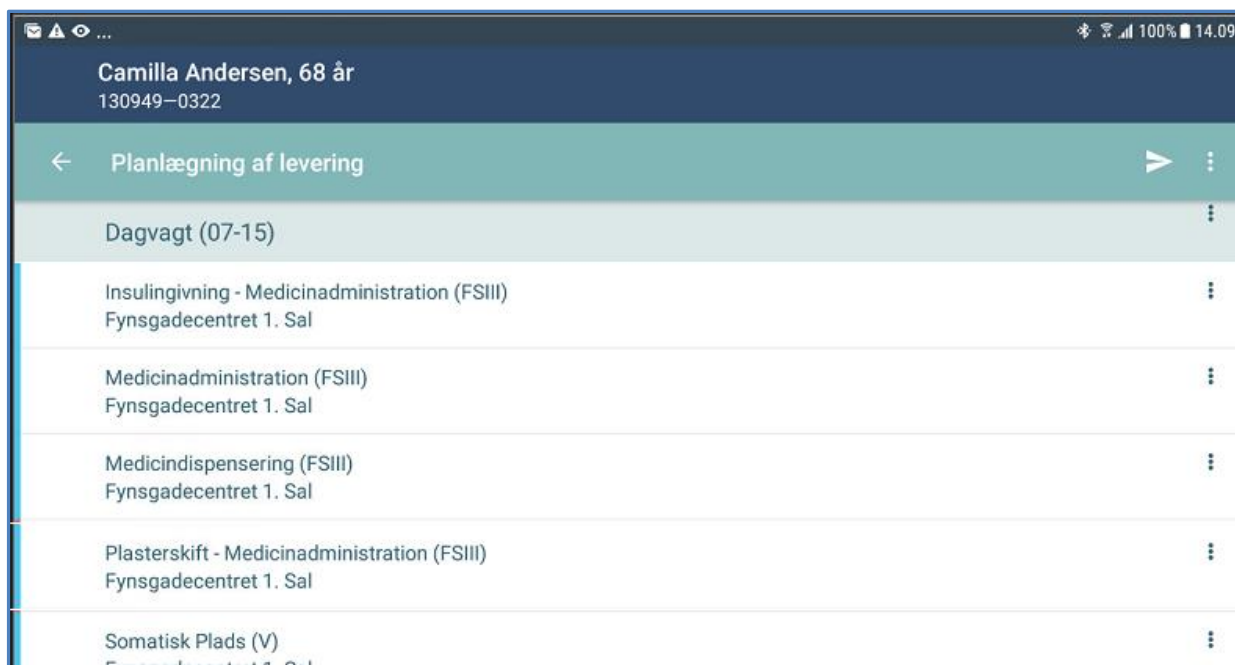 ... 100% 14.09
Camilla Andersen, 68 år
130949-0322
Planlægning af levering
Dagvagt (07-15)
Insulingivning - Medicinadministration (FSIII)
Fynsgadecentret 1. Sal
Medicinadministration (FSIII)
Fynsgadecentret 1. Sal
Medicindispensering (FSIII)
Fynsgadecentret 1. Sal
Plasterskift - Medicinadministration (FSIII)
Fynsgadecentret 1. Sal
Somatisk Plads (V)